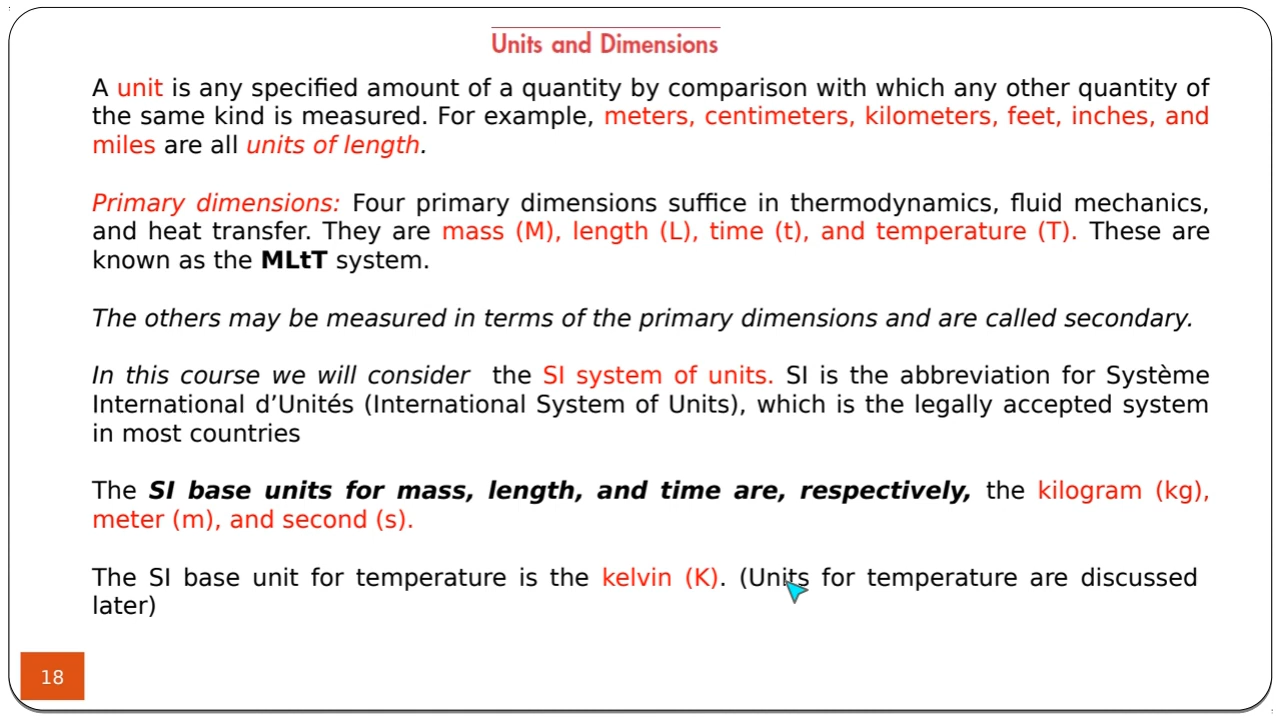 Units and Dimensions
A unit is any specified amount of a quantity by comparison with which any other quantity of
the same kind is measured. For example, meters, centimeters, kilometers, feet, inches, and
miles are all units of length.
Primary dimensions: Four primary dimensions suffice in thermodynamics, fluid mechanics,
and heat transfer. They are mass (M), length (L), time (t), and temperature (T). These are
known as the MLtT system.
The others may be measured in terms of the primary dimensions and are called secondary.
In this course we will consider the SI system of units. SI is the abbreviation for Système
International d’Unités (International System of Units), which is the legally accepted system
in most countries
The SI base units for mass, length, and time are, respectively, the kilogram (kg),
meter (m), and second (s).
The SI base unit for temperature is the kelvin (K). (Units for temperature are discussed
later)
18